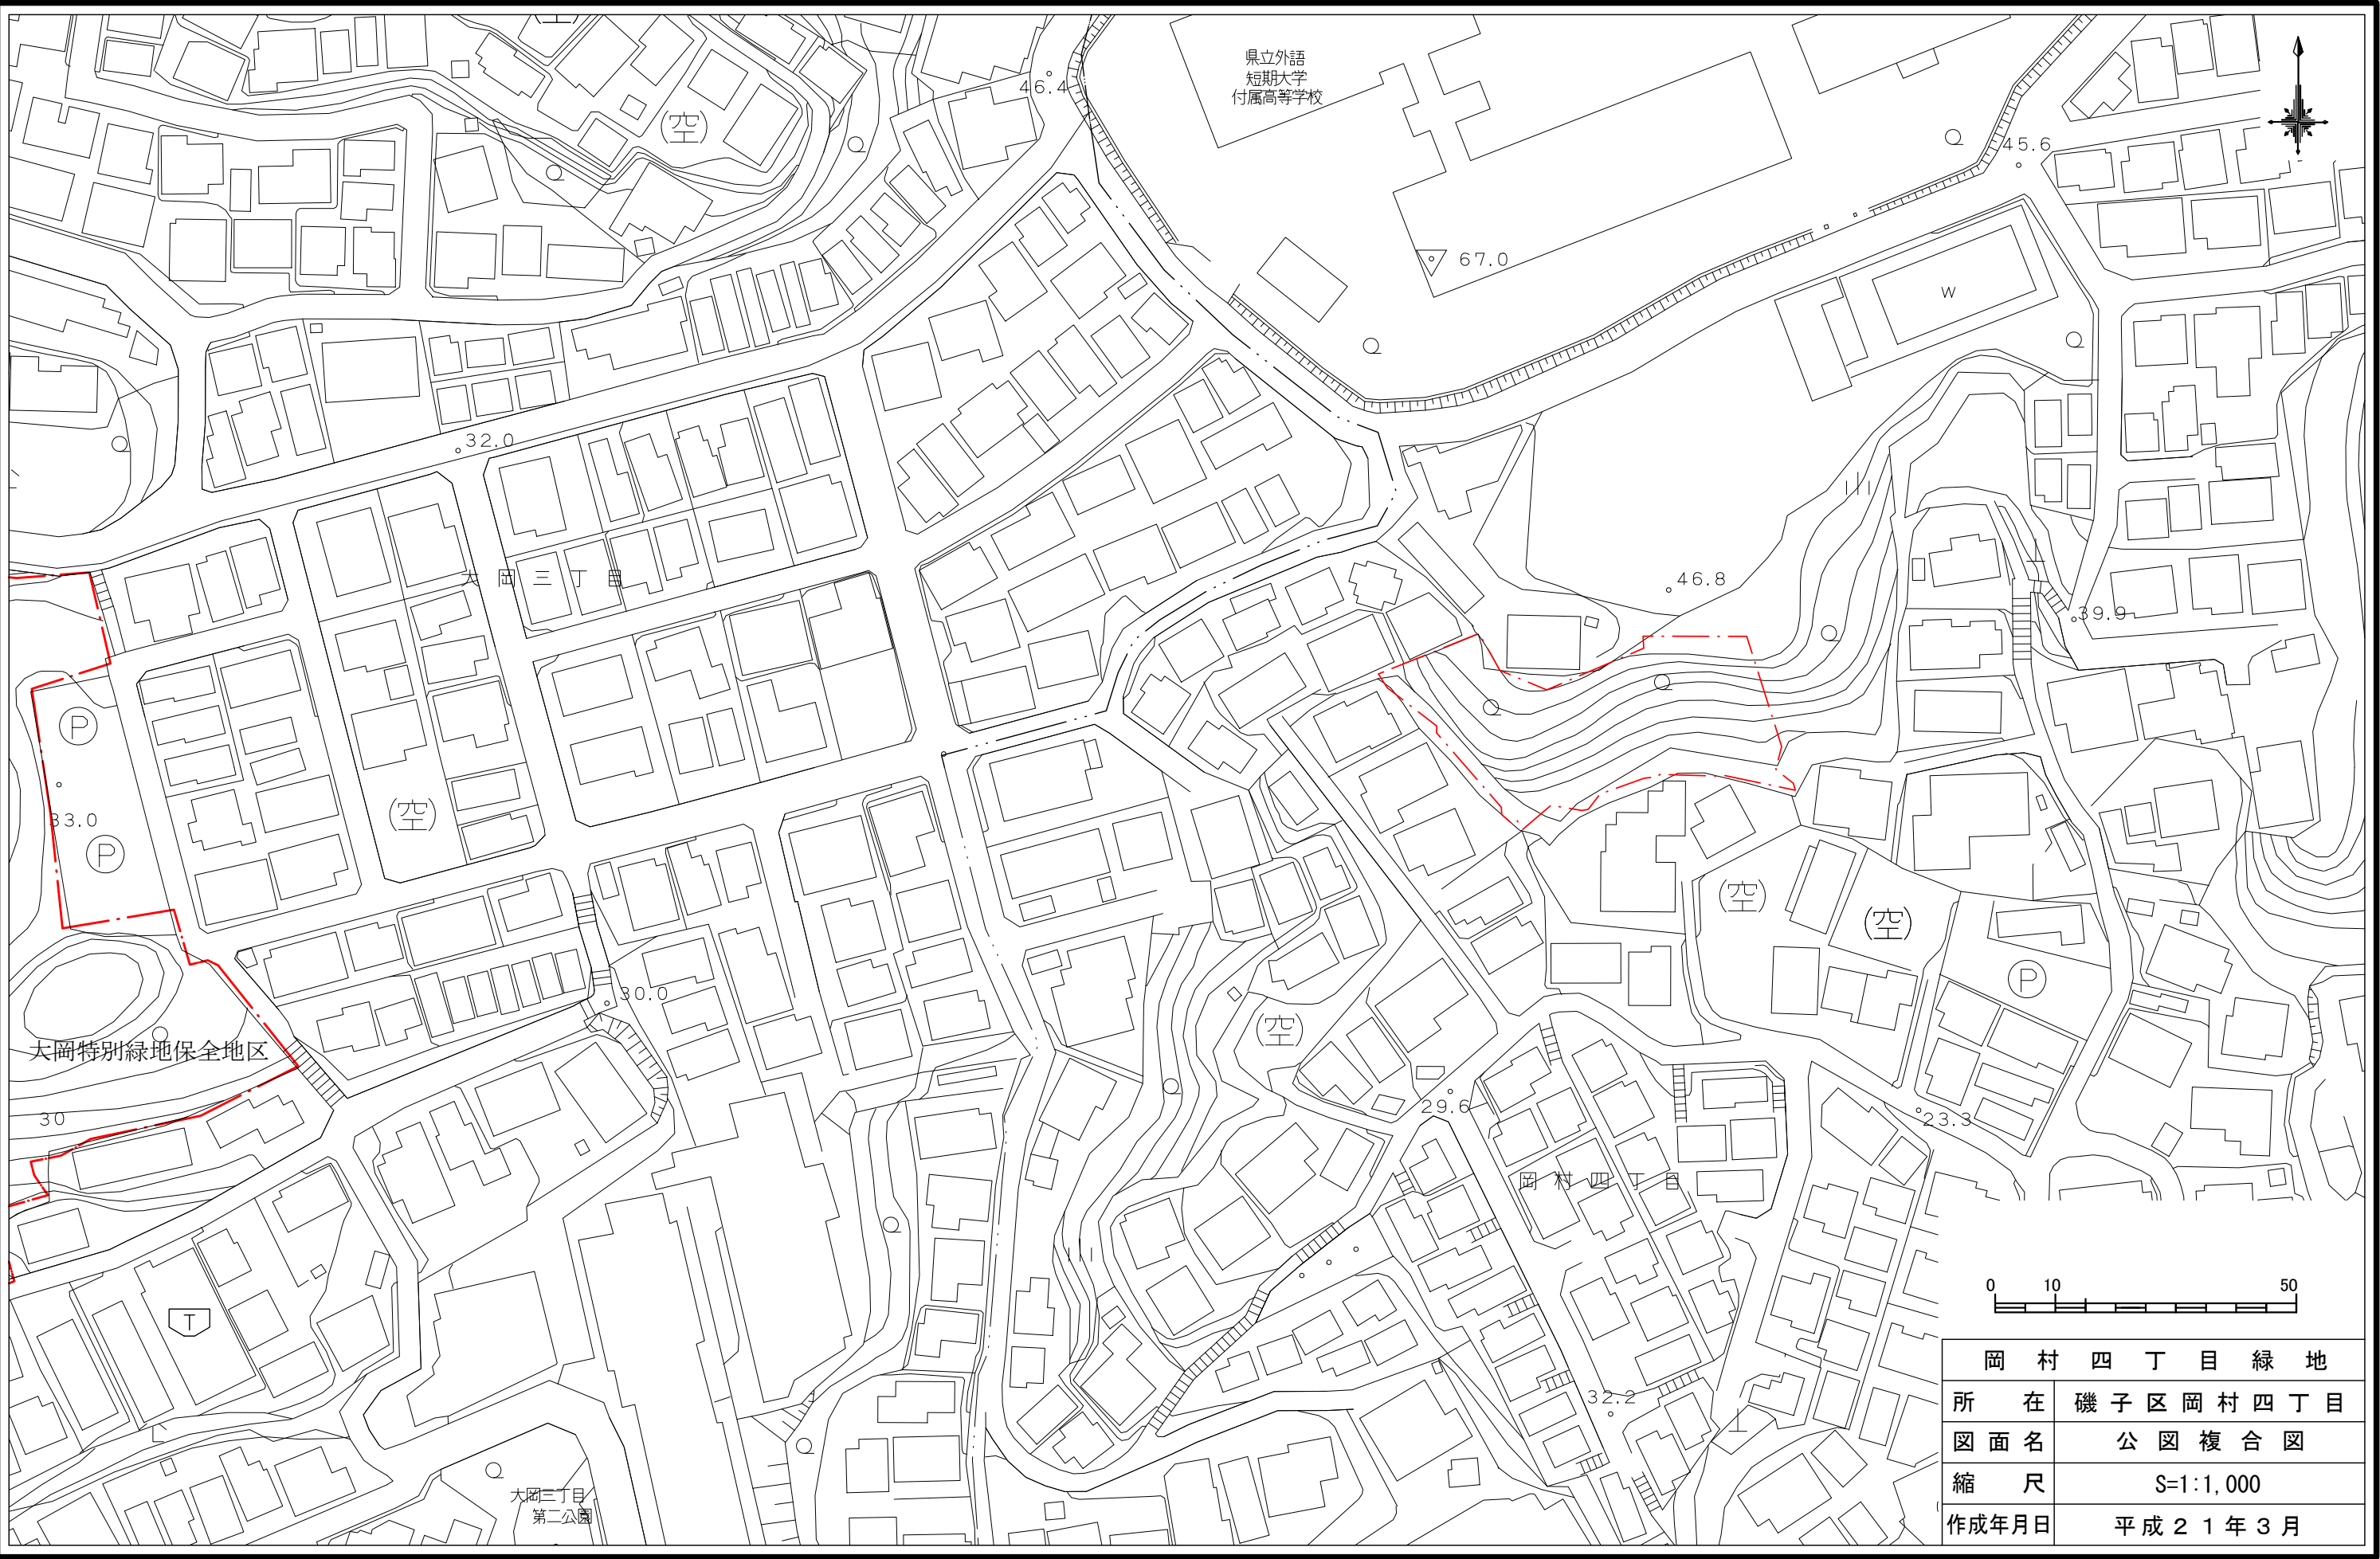 (空)
県立外語
短期大学
付属高等学校
46.4
(空)
45.6
67.0
W
32.0
大岡三丁目
46.8
39.9
P
33.0
P
(空)
(空)
(空)
P
30.0
(空)
大岡特別緑地保全地区
30
29.6
23.3
岡村四丁目
T
32.2
大岡三丁目
第二公園
0 10 50
岡村四丁目緑地
所在 磯子区岡村四丁目
図面名 公図複合図
縮尺 S=1:1,000
作成年月日 平成21年3月